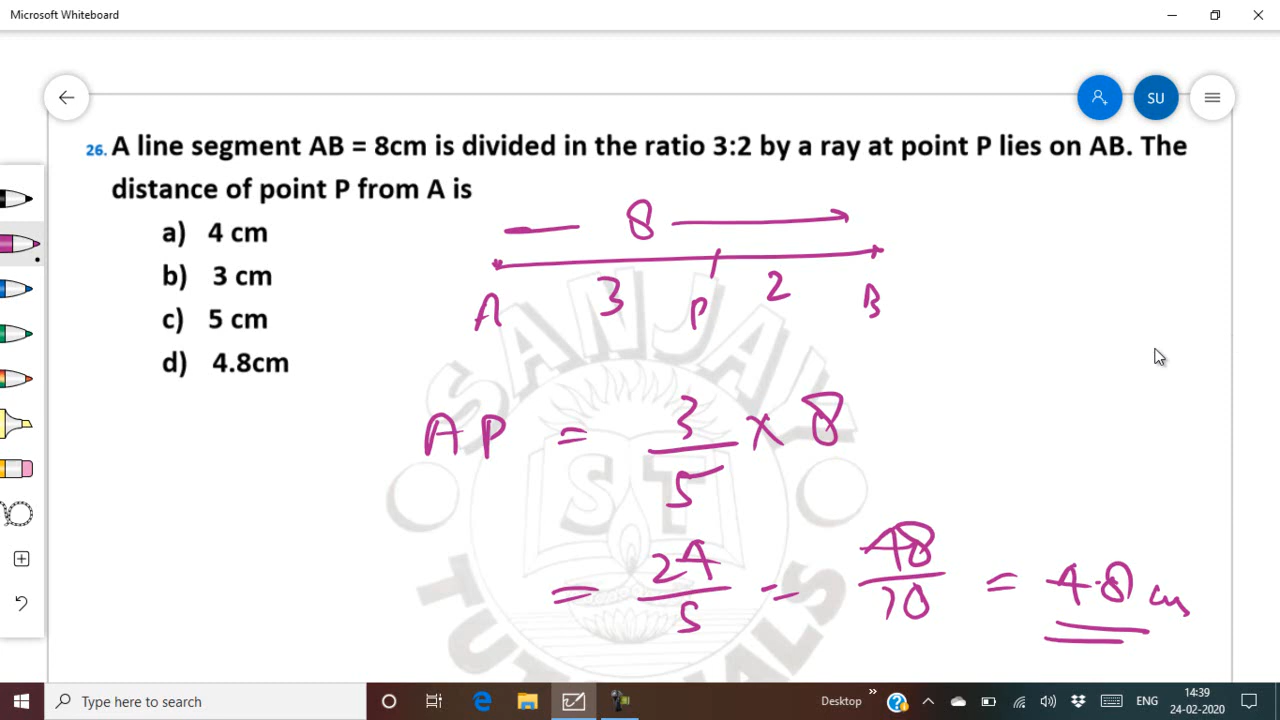 Microsoft Whiteboard
SU
26. A line segment AB = 8cm is divided in the ratio 3:2 by a ray at point P lies on AB. The
distance of point P from A is
a) 4 cm
b) 3 cm
c) 5 cm
d) 4.8cm
8
3 2
A P B
AP = 3/5 × 8
= 24/5 = 48/10 = 4.8 cm
SANJAY
ST
TUTORIALS
Type here to search
Desktop
ENG
14:39
24-02-2020